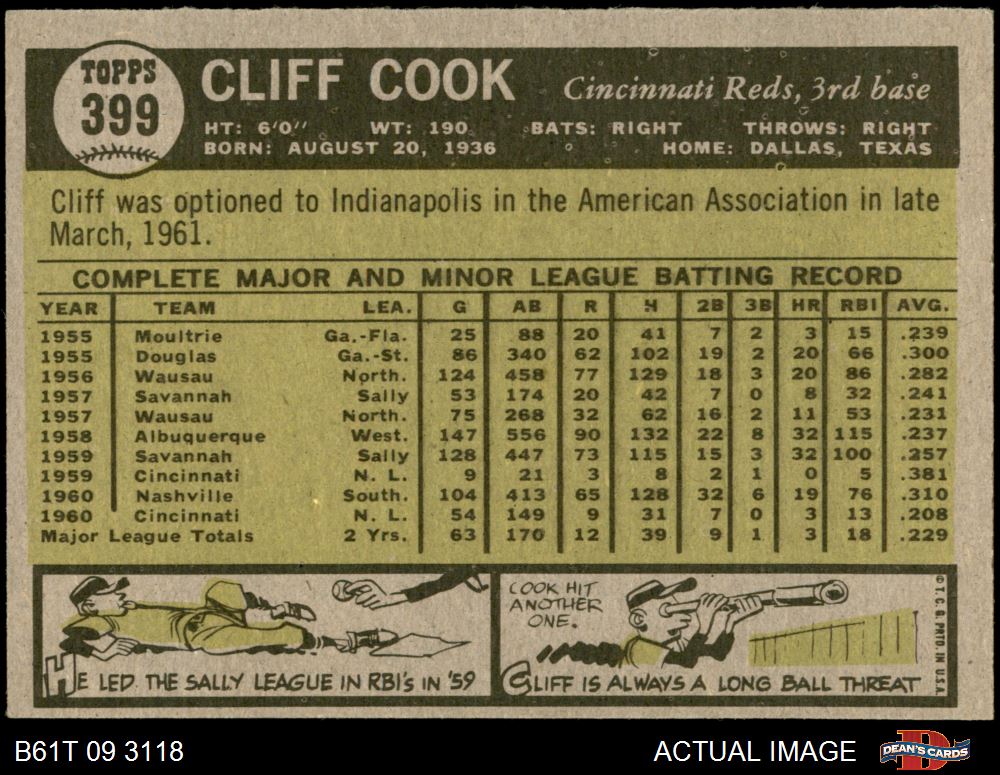 TOPPS
399
CLIFF COOK
Cincinnati Reds, 3rd base
HT: 6'0" WT: 190 BATS: RIGHT THROWS: RIGHT
BORN: AUGUST 20, 1936 HOME: DALLAS, TEXAS
Cliff was optioned to Indianapolis in the American Association in late
March, 1961.
COMPLETE MAJOR AND MINOR LEAGUE BATTING RECORD
YEAR TEAM LEA. G AB R H 2B 3B HR RBI AVG.
1955 Moultrie Ga.-Fla. 25 88 20 41 7 2 3 15 .239
1955 Douglas Ga.-St. 86 340 62 102 19 2 20 66 .300
1956 Wausau North. 124 458 77 129 18 3 20 86 .282
1957 Savannah Sally 53 174 20 42 7 0 8 32 .241
1957 Wausau North. 75 268 32 62 16 2 11 53 .231
1958 Albuquerque West. 147 556 90 132 22 8 32 115 .237
1959 Savannah Sally 128 447 73 115 15 3 32 100 .257
1959 Cincinnati N. L. 9 21 3 8 2 1 0 5 .381
1960 Nashville South. 104 413 65 128 32 6 19 76 .310
1960 Cincinnati N. L. 54 149 9 31 7 0 3 13 .208
Major League Totals 2 Yrs. 63 170 12 39 9 1 3 18 .229
HE LED THE SALLY LEAGUE IN RBI'S IN '59
COOK HIT
ANOTHER
ONE.
CLIFF IS ALWAYS A LONG BALL THREAT
© T. C. G. PRTD. IN U.S.A.
B61T 09 3118
ACTUAL IMAGE
DEAN'S CARDS